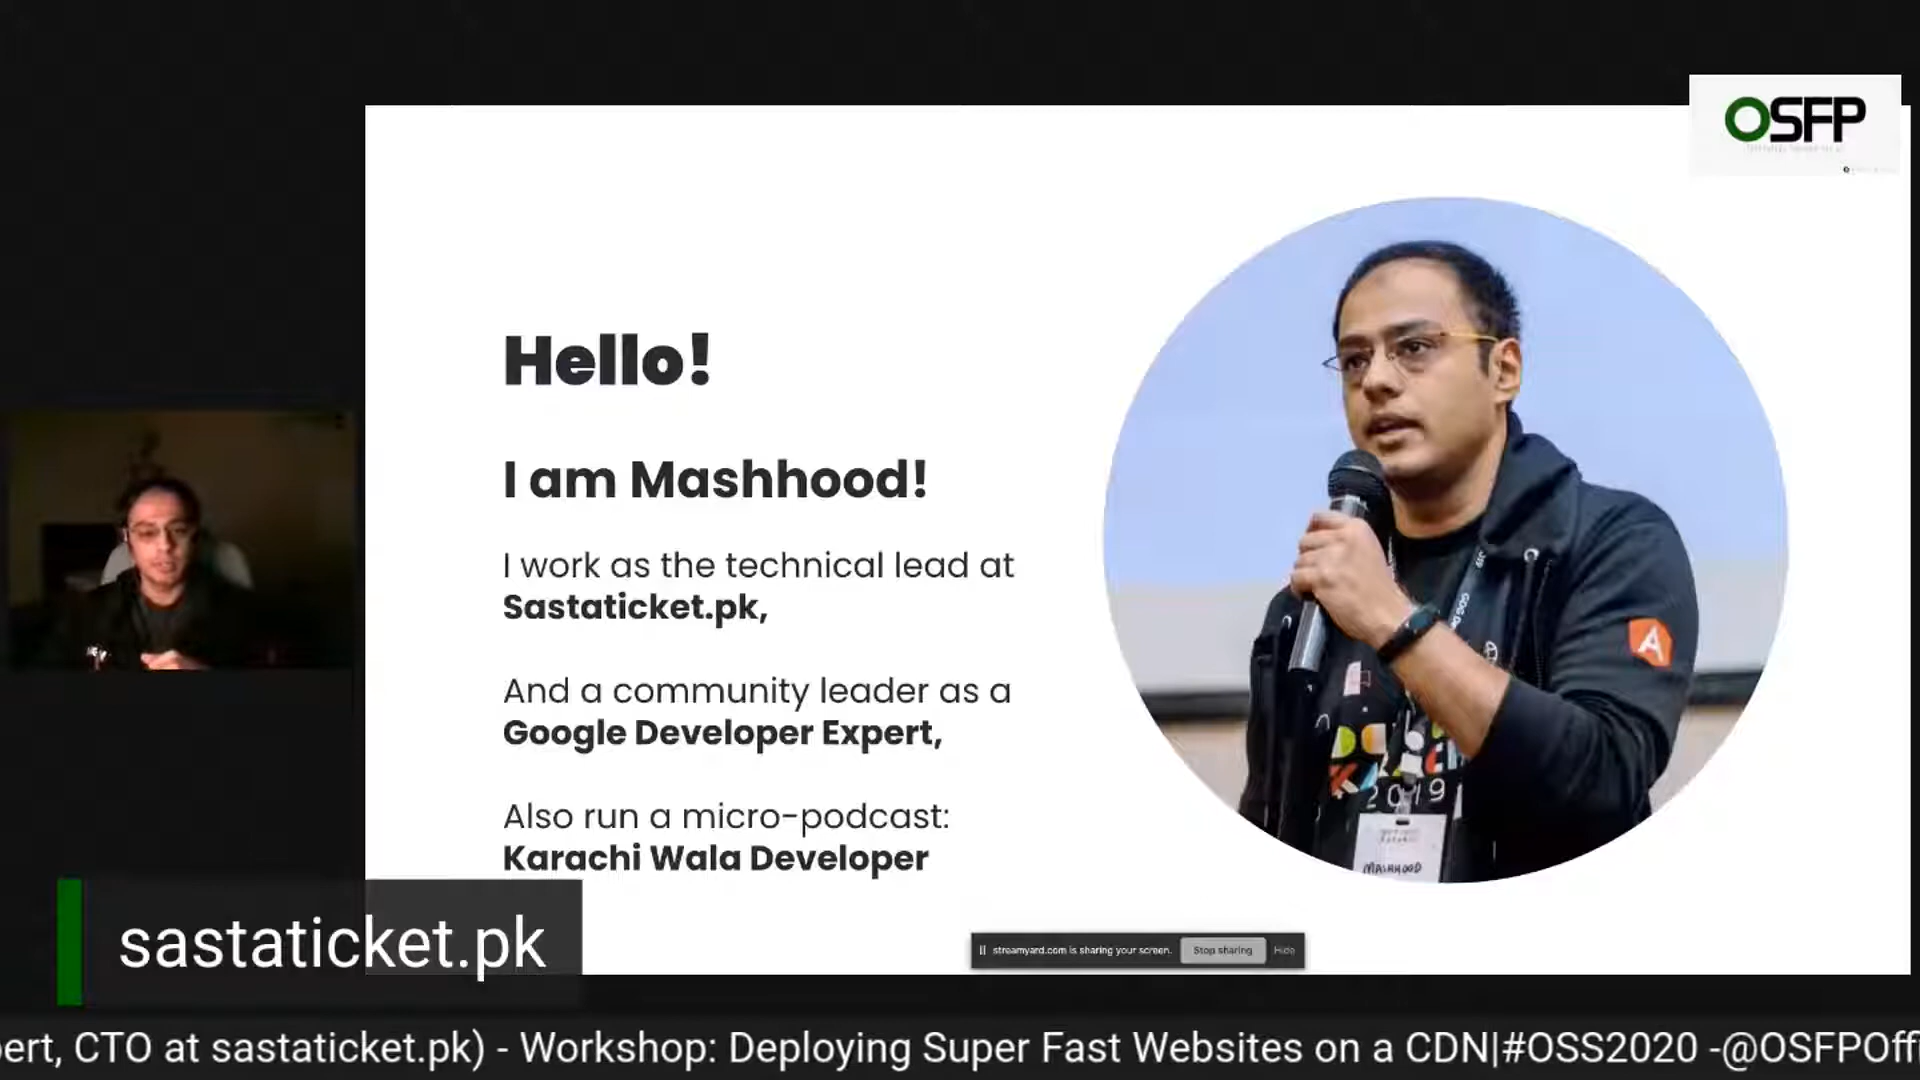 OSFP
Hello!
I am Mashhood!
I work as the technical lead at
Sastaticket.pk,
And a community leader as a
Google Developer Expert,
Also run a micro-podcast:
Karachi Wala Developer
2019
MASHHOOD
sastaticket.pk
streamyard.com is sharing your screen.
Stop sharing
Hide
ert, CTO at sastaticket.pk) - Workshop: Deploying Super Fast Websites on a CDN|#OSS2020 -@OSFPOffi